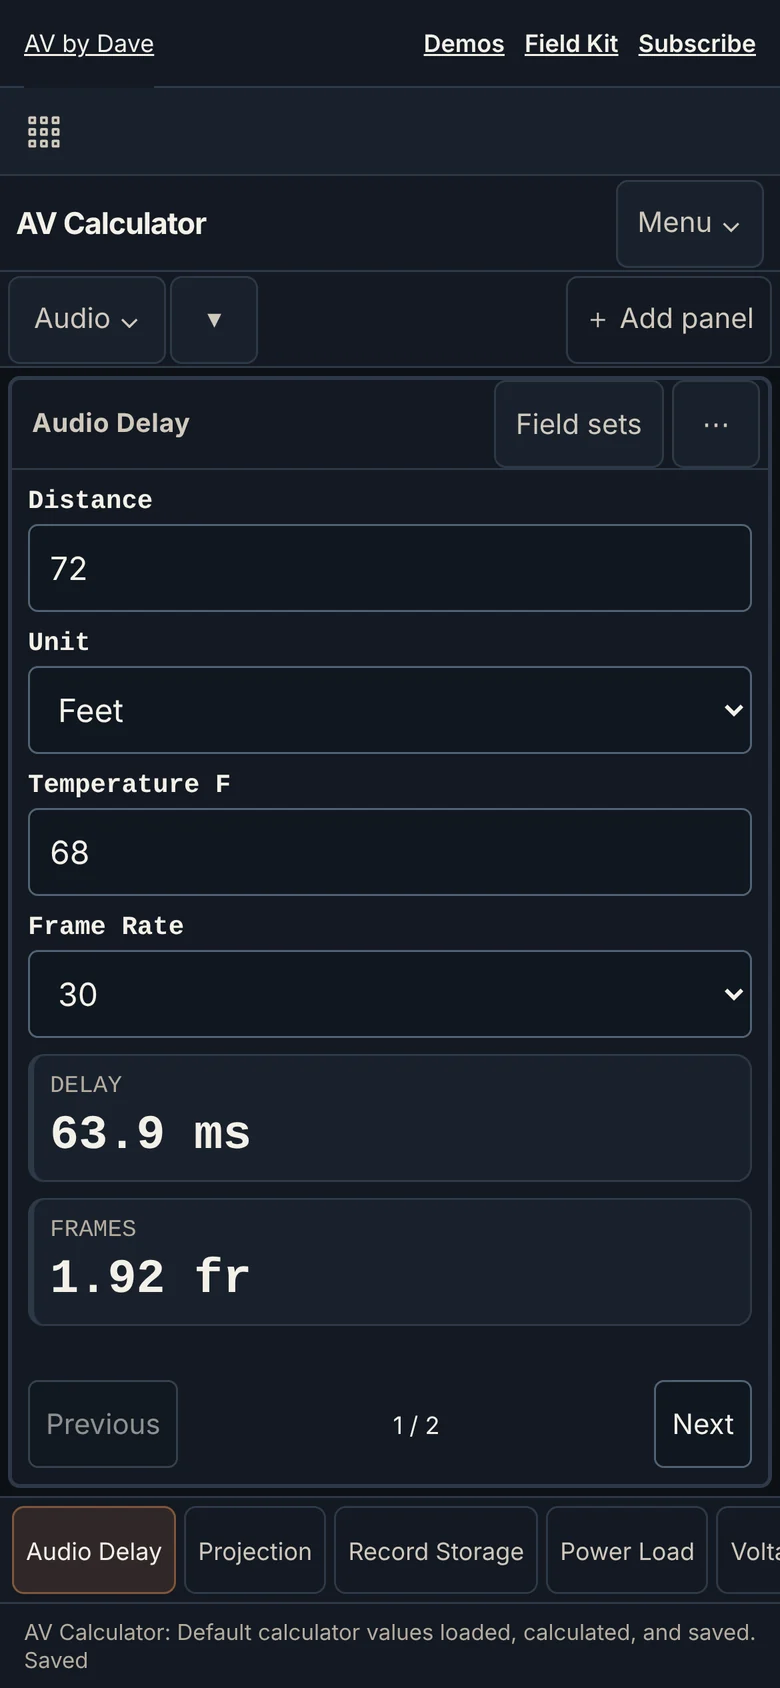 AV by Dave Demos Field Kit Subscribe
AV Calculator Menu
Audio ▼ + Add panel
Audio Delay Field sets ...
Distance
72
Unit
Feet
Temperature F
68
Frame Rate
30
DELAY
63.9 ms
FRAMES
1.92 fr
Previous 1 / 2 Next
Audio Delay Projection Record Storage Power Load Volta
AV Calculator: Default calculator values loaded, calculated, and saved.
Saved